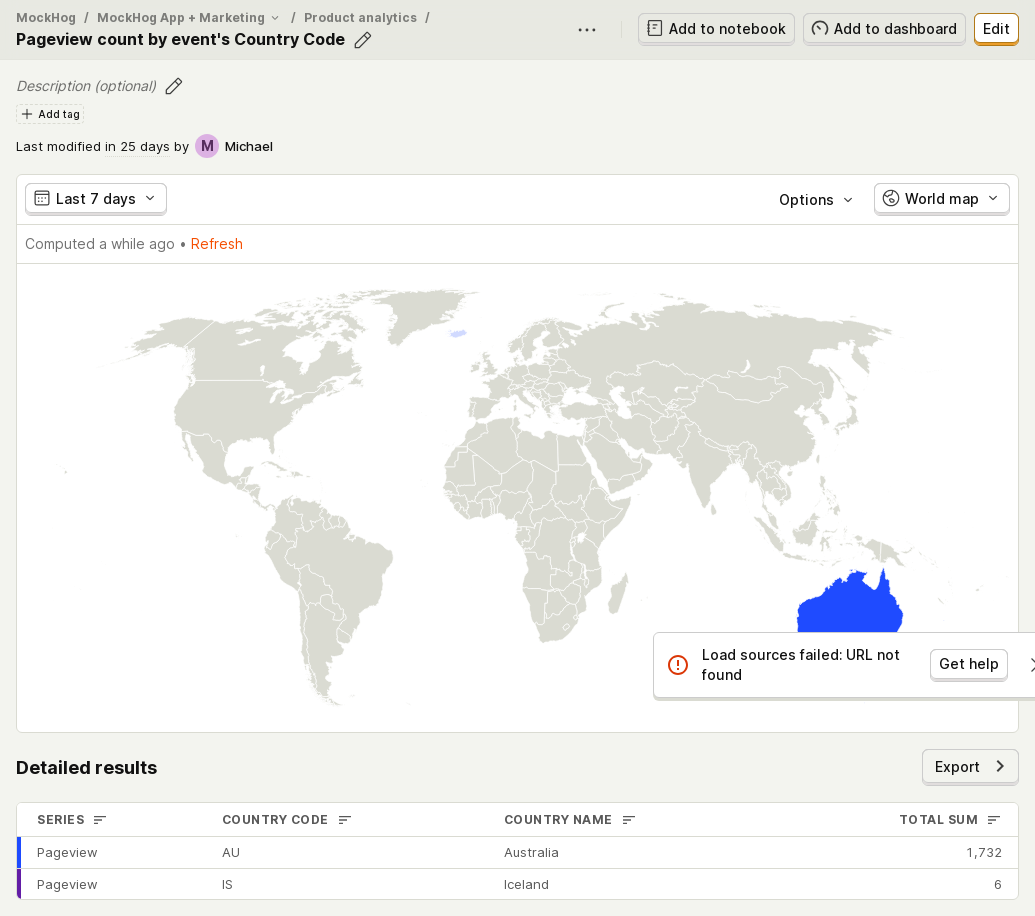 MockHog / MockHog App + Marketing / Product analytics /
Pageview count by event's Country Code
Add to notebook
Add to dashboard
Edit
Description (optional)
Add tag
Last modified in 25 days by M Michael
Last 7 days
Options
World map
Computed a while ago • Refresh
Load sources failed: URL not
found
Get help
Detailed results
Export
SERIES COUNTRY CODE COUNTRY NAME TOTAL SUM
Pageview AU Australia 1,732
Pageview IS Iceland 6